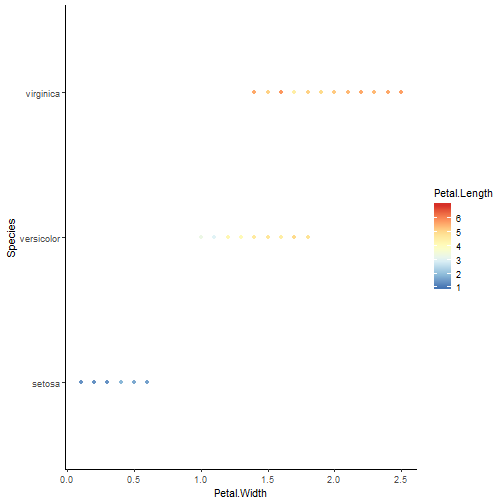 virginica
versicolor
setosa
Species
0.0 0.5 1.0 1.5 2.0 2.5
Petal.Width
Petal.Length
6
5
4
3
2
1